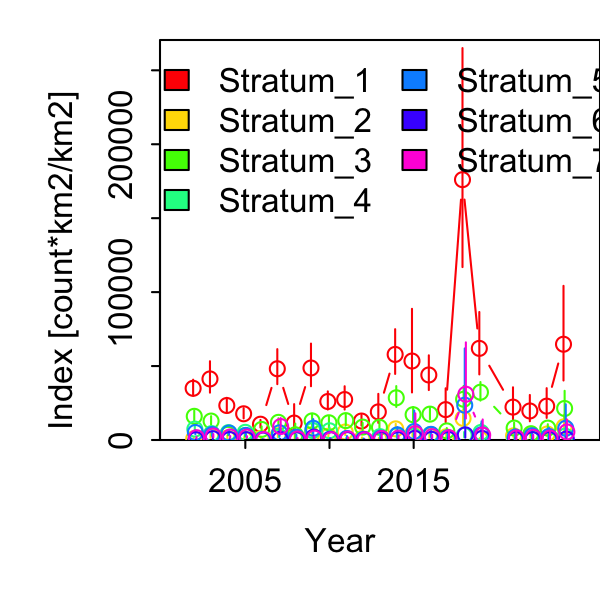 Index [count*km2/km2]
200000
100000
0
Stratum_1
Stratum_2
Stratum_3
Stratum_4
Stratum_5
Stratum_6
Stratum_7
2005 2015
Year